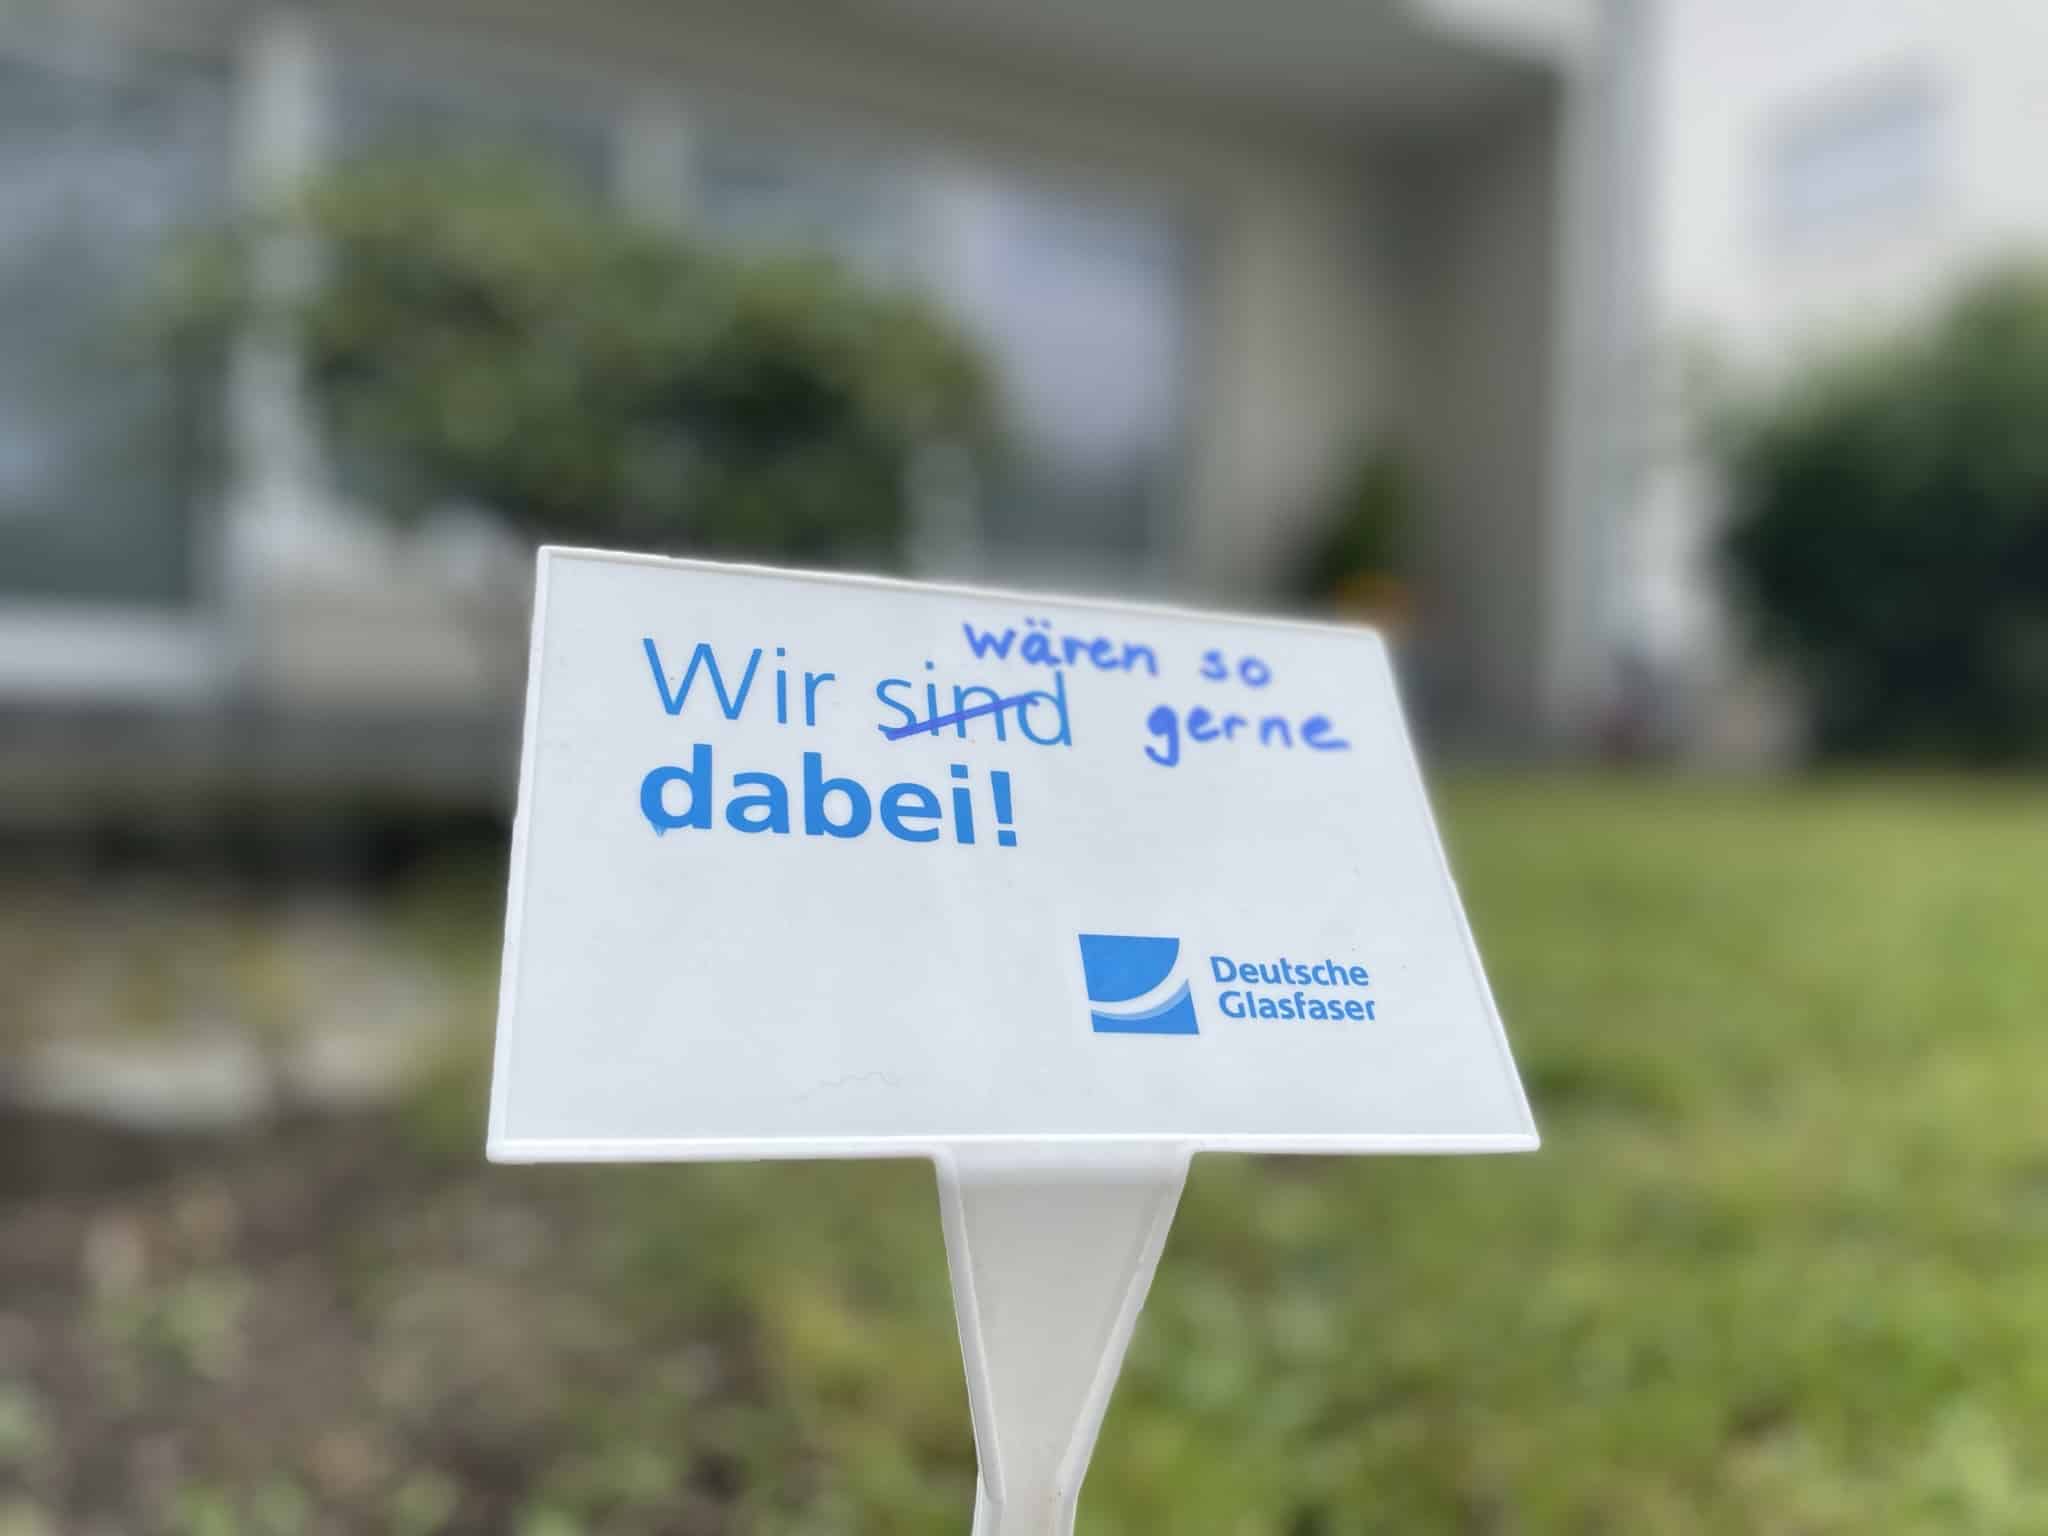 wären so
Wir sind gerne
dabei!
Deutsche
Glasfaser